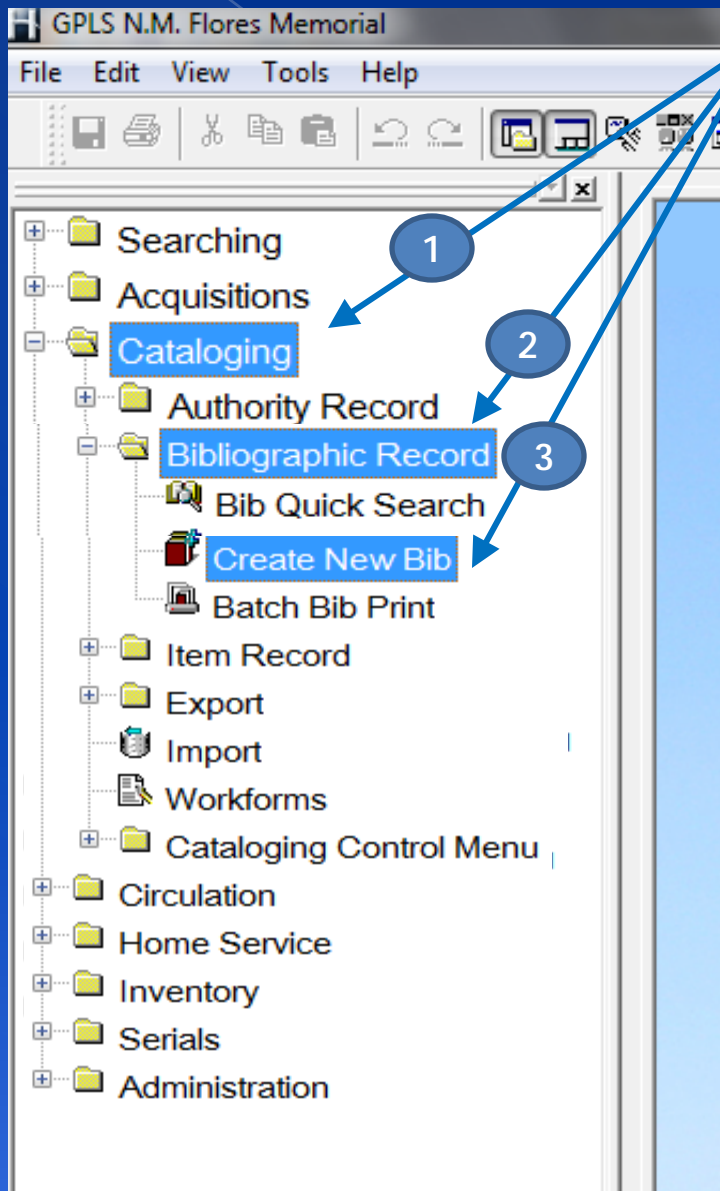 GPLS N.M. Flores Memorial
File Edit View Tools Help
Searching
1
Acquisitions
Cataloging
2
Authority Record
Bibliographic Record
3
Bib Quick Search
Create New Bib
Batch Bib Print
Item Record
Export
Import
Workforms
Cataloging Control Menu
Circulation
Home Service
Inventory
Serials
Administration